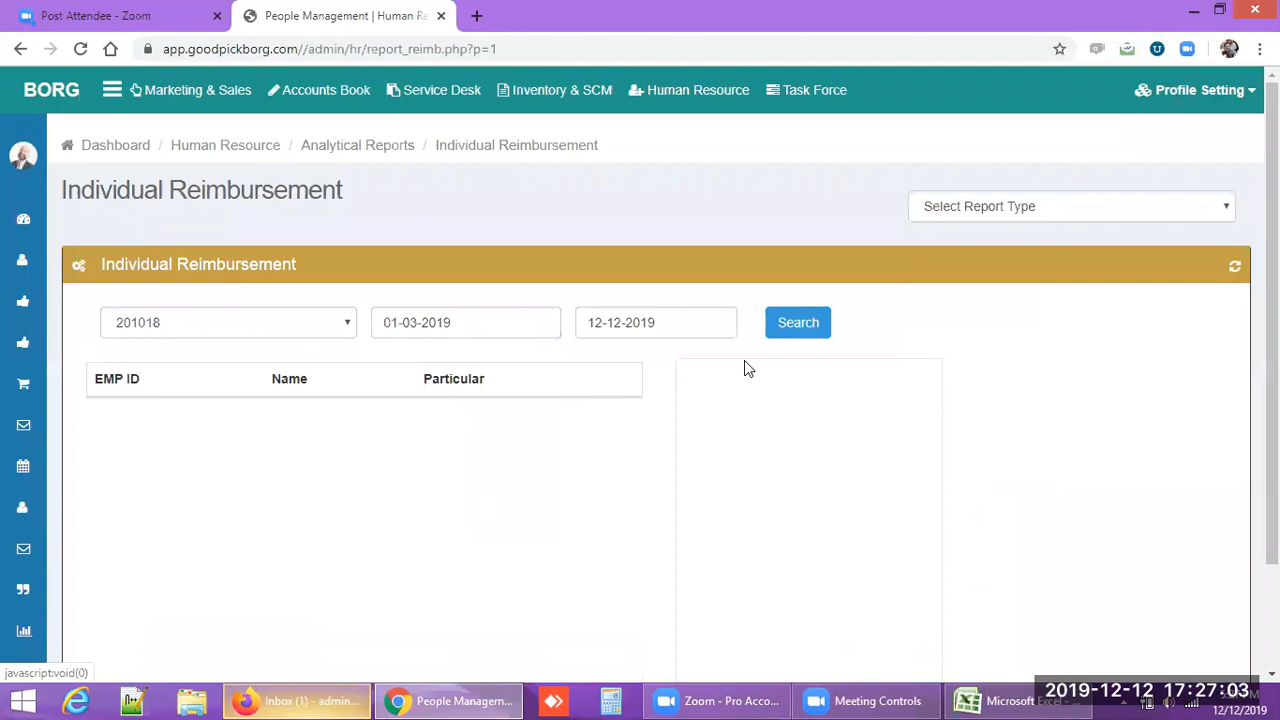 Post Attendee - Zoom
People Management | Human Re
app.goodpickborg.com//admin/hr/report_reimb.php?p=1
BORG
Marketing & Sales
Accounts Book
Service Desk
Inventory & SCM
Human Resource
Task Force
Profile Setting
Dashboard / Human Resource / Analytical Reports / Individual Reimbursement
Individual Reimbursement
Select Report Type
Individual Reimbursement
201018
01-03-2019
12-12-2019
Search
EMP ID
Name
Particular
javascript:void(0)
Inbox (1) - admin...
People Managem...
Zoom - Pro Acco...
Meeting Controls
Microsoft Excel - ...
2019-12-12 17:27:03
12/12/2019